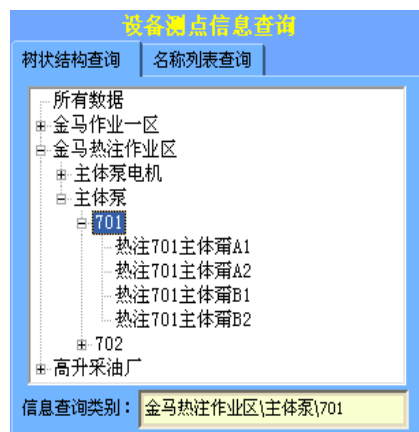 设备测点信息查询
树状结构查询 名称列表查询
所有数据
金马作业一区
金马热注作业区
主体泵电机
主体泵
701
热注701主体甭A1
热注701主体甭A2
热注701主体甭B1
热注701主体甭B2
702
高升采油厂
信息查询类别： 金马热注作业区\主体泵\701